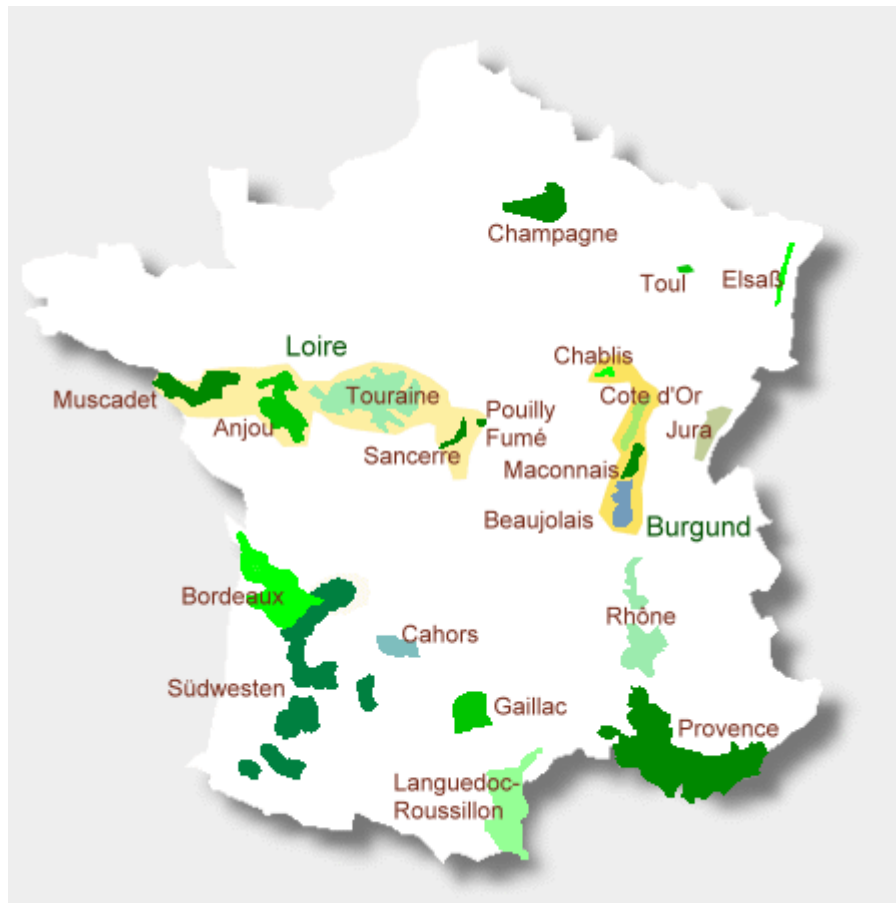 Champagne
Toul
Elsaß
Loire
Chablis
Muscadet
Touraine
Cote d'Or
Anjou
Pouilly
Fumé
Jura
Sancerre
Maconnais
Beaujolais
Burgund
Bordeaux
Rhône
Cahors
Südwesten
Gaillac
Provence
Languedoc-
Roussillon